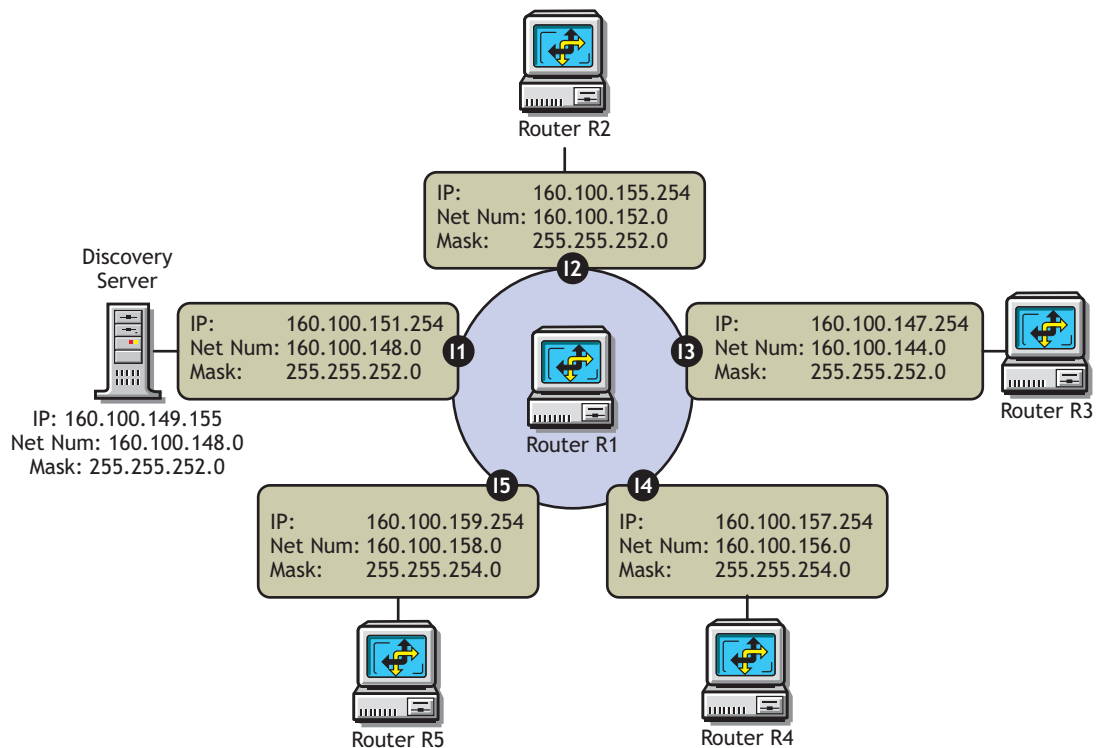 Router R2
IP: 160.100.155.254
Net Num: 160.100.152.0
Mask: 255.255.252.0
I2
Discovery
Server
IP: 160.100.151.254
Net Num: 160.100.148.0
Mask: 255.255.252.0
I1
IP: 160.100.149.155
Net Num: 160.100.148.0
Mask: 255.255.252.0
Router R1
I3
IP: 160.100.147.254
Net Num: 160.100.144.0
Mask: 255.255.252.0
Router R3
I5
IP: 160.100.159.254
Net Num: 160.100.158.0
Mask: 255.255.254.0
Router R5
I4
IP: 160.100.157.254
Net Num: 160.100.156.0
Mask: 255.255.254.0
Router R4